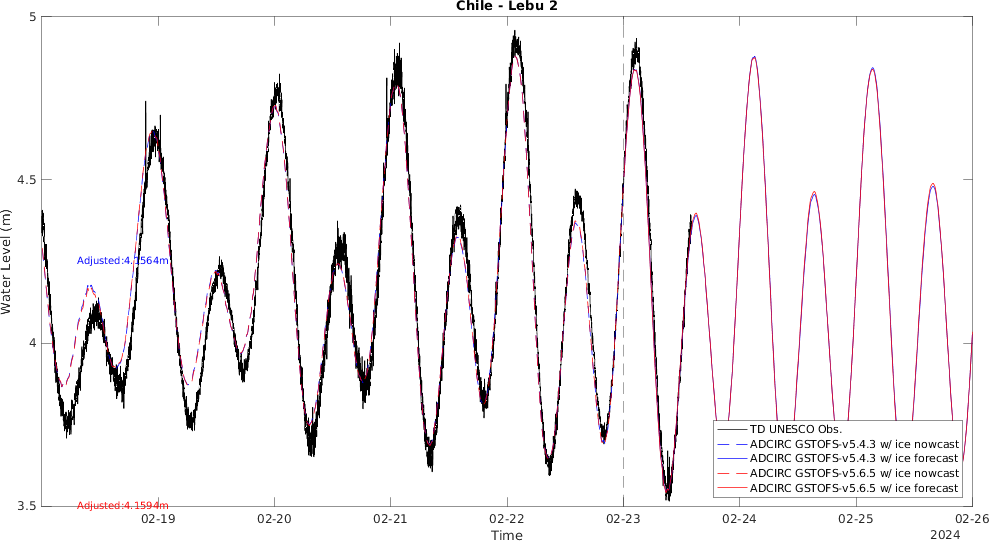 Chile - Lebu 2
5
4.5
4
3.5
Water Level (m)
Adjusted:4.1564m
Adjusted:4.1594m
TD UNESCO Obs.
ADCIRC GSTOFS-v5.4.3 w/ ice nowcast
ADCIRC GSTOFS-v5.4.3 w/ ice forecast
ADCIRC GSTOFS-v5.6.5 w/ ice nowcast
ADCIRC GSTOFS-v5.6.5 w/ ice forecast
02-19 02-20 02-21 02-22 02-23 02-24 02-25 02-26
Time
2024